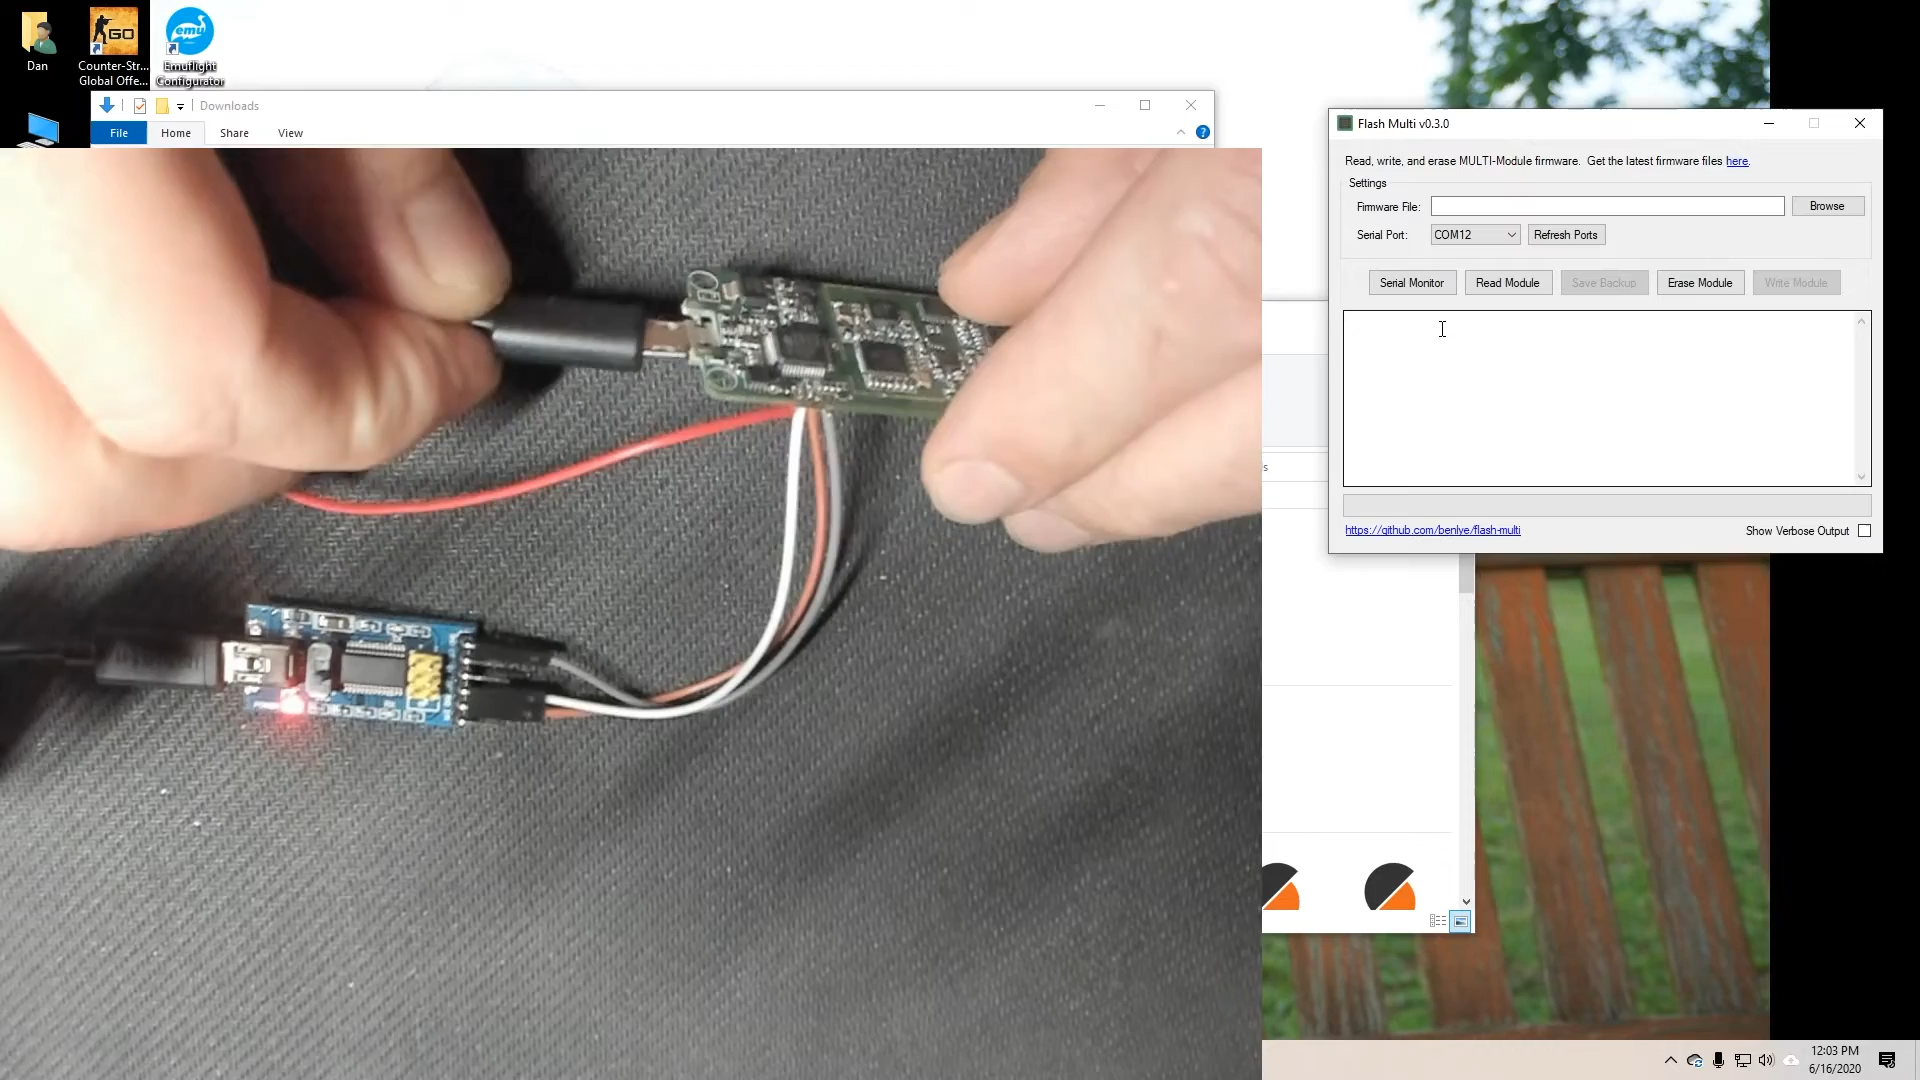 Dan
Counter-Str...
Global Offe...
GO
emu
Emuflight
Configurator
Downloads
File
Home
Share
View
?
Flash Multi v0.3.0
Read, write, and erase MULTI-Module firmware. Get the latest firmware files here.
Settings
Firmware File:
Browse
Serial Port:
COM12
Refresh Ports
Serial Monitor
Read Module
Save Backup
Erase Module
Write Module
s
https://github.com/benlye/flash-multi
Show Verbose Output
12:03 PM
6/16/2020